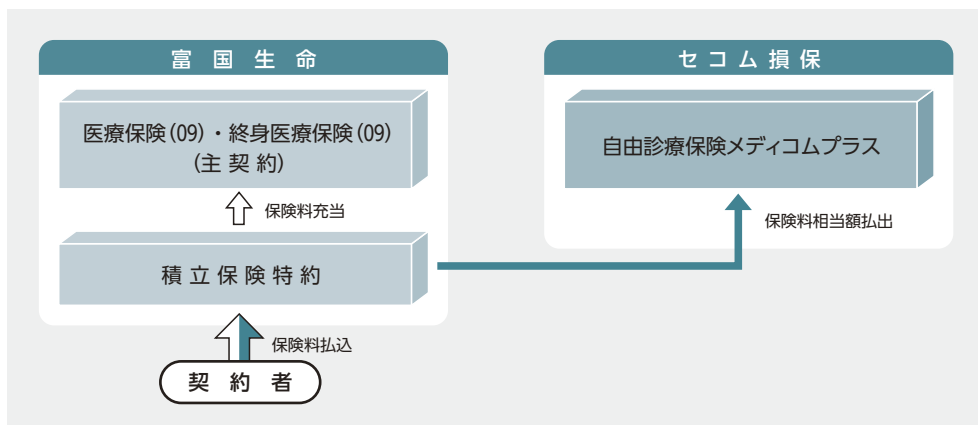 富国生命
医療保険(09)・終身医療保険(09)
(主契約)
保険料充当
積立保険特約
保険料払込
契約者
セコム損保
自由診療保険メディコムプラス
保険料相当額払出